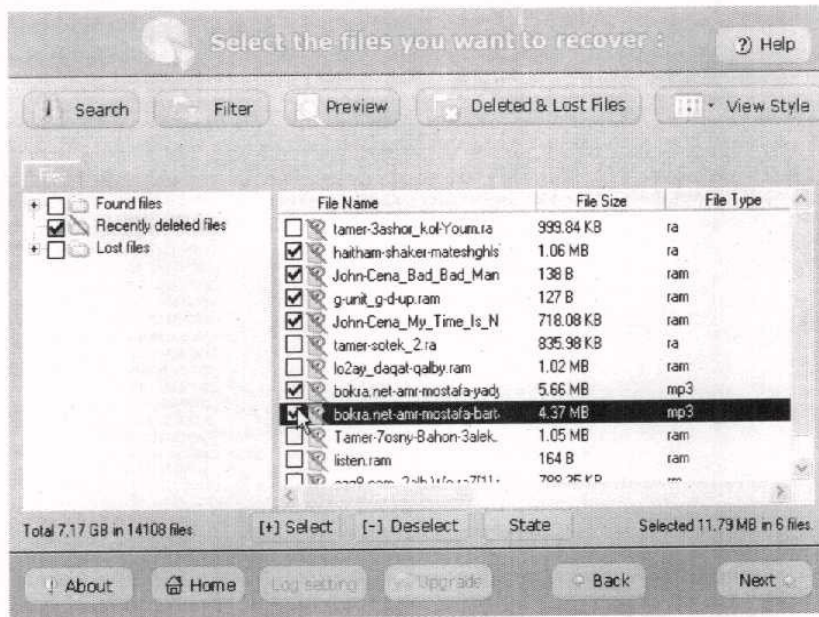 Select the files you want to recover :
Help
Search Filter Preview Deleted & Lost Files View Style
Files
Found files
Recently deleted files
Lost files
File Name File Size File Type
tamer-3ashor_kol-Youm.ra 999.84 KB ra
haitham-shaker-mateshghls 1.06 MB ra
John-Cena_Bad_Bad_Man 138 B ram
g-unit_g-d-up.ram 127 B ram
John-Cena_My_Time_Is_N 718.08 KB ram
tamer-sotek_2.ra 835.98 KB ra
lo2ay_daqat-qalby.ram 1.02 MB ram
bokra.net-amr-mostafa-yadj 5.66 MB mp3
bokra.net-amr-mostafa-bart 4.37 MB mp3
Tamer-7osny-Bahon-3alek. 1.05 MB ram
listen.ram 164 B ram
Total 7.17 GB in 14108 files. [+] Select [-] Deselect State Selected 11.79 MB in 6 files.
About Home Log setting Upgrade Back Next